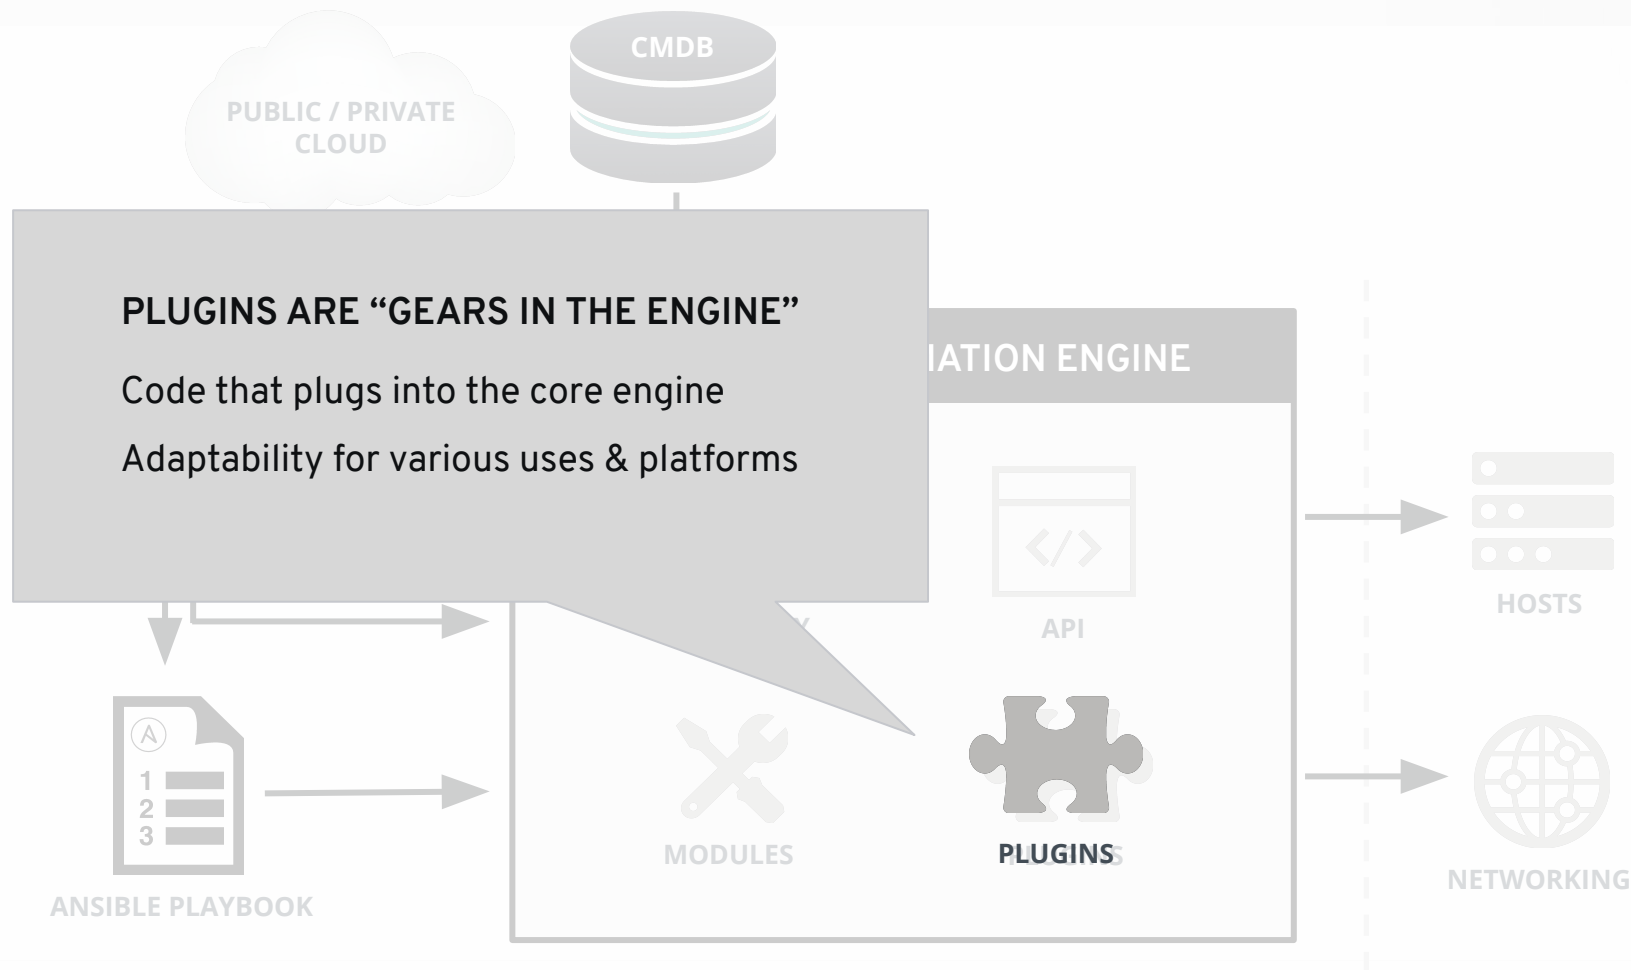 CMDB
PUBLIC / PRIVATE
CLOUD
PLUGINS ARE “GEARS IN THE ENGINE”
Code that plugs into the core engine
Adaptability for various uses & platforms
ENGINE
API
HOSTS
A
1
2
3
MODULES
PLUGINS
PLUGINS
ANSIBLE PLAYBOOK
NETWORKING